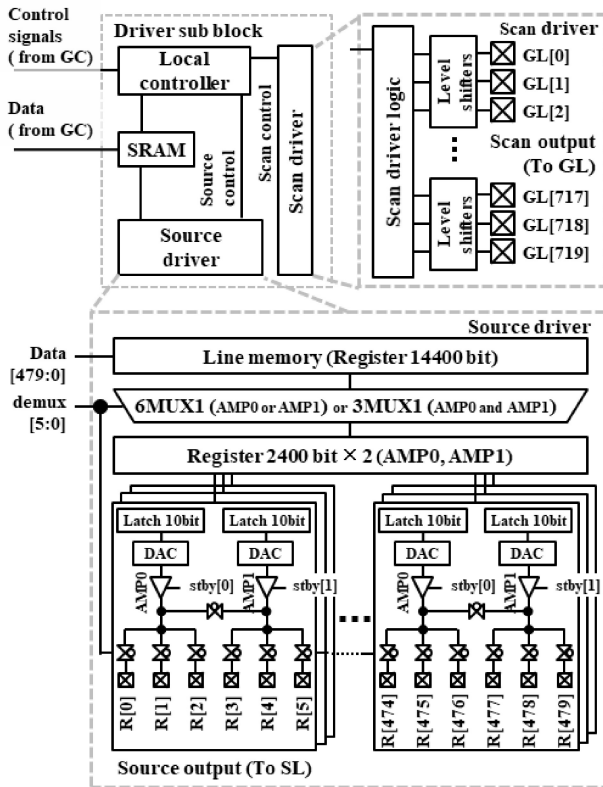 Control
signals
( from GC)
Data
( from GC)
Driver sub block
Local
controller
SRAM
Source
driver
Source
control
Scan control
Scan driver
Scan driver
Scan driver logic
Level
shifters
GL[0]
GL[1]
GL[2]
Scan output
(To GL)
Level
shifters
GL[717]
GL[718]
GL[719]
Source driver
Data
[479:0]
Line memory (Register 14400 bit)
demux
[5:0]
6MUX1 (AMP0 or AMP1) or 3MUX1 (AMP0 and AMP1)
Register 2400 bit × 2 (AMP0, AMP1)
Latch 10bit
Latch 10bit
DAC
DAC
AMP0
stby[0]
AMP1
stby[1]
R[0]
R[1]
R[2]
R[3]
R[4]
R[5]
Latch 10bit
Latch 10bit
DAC
DAC
AMP0
stby[0]
AMP1
stby[1]
R[474]
R[475]
R[476]
R[477]
R[478]
R[479]
Source output (To SL)